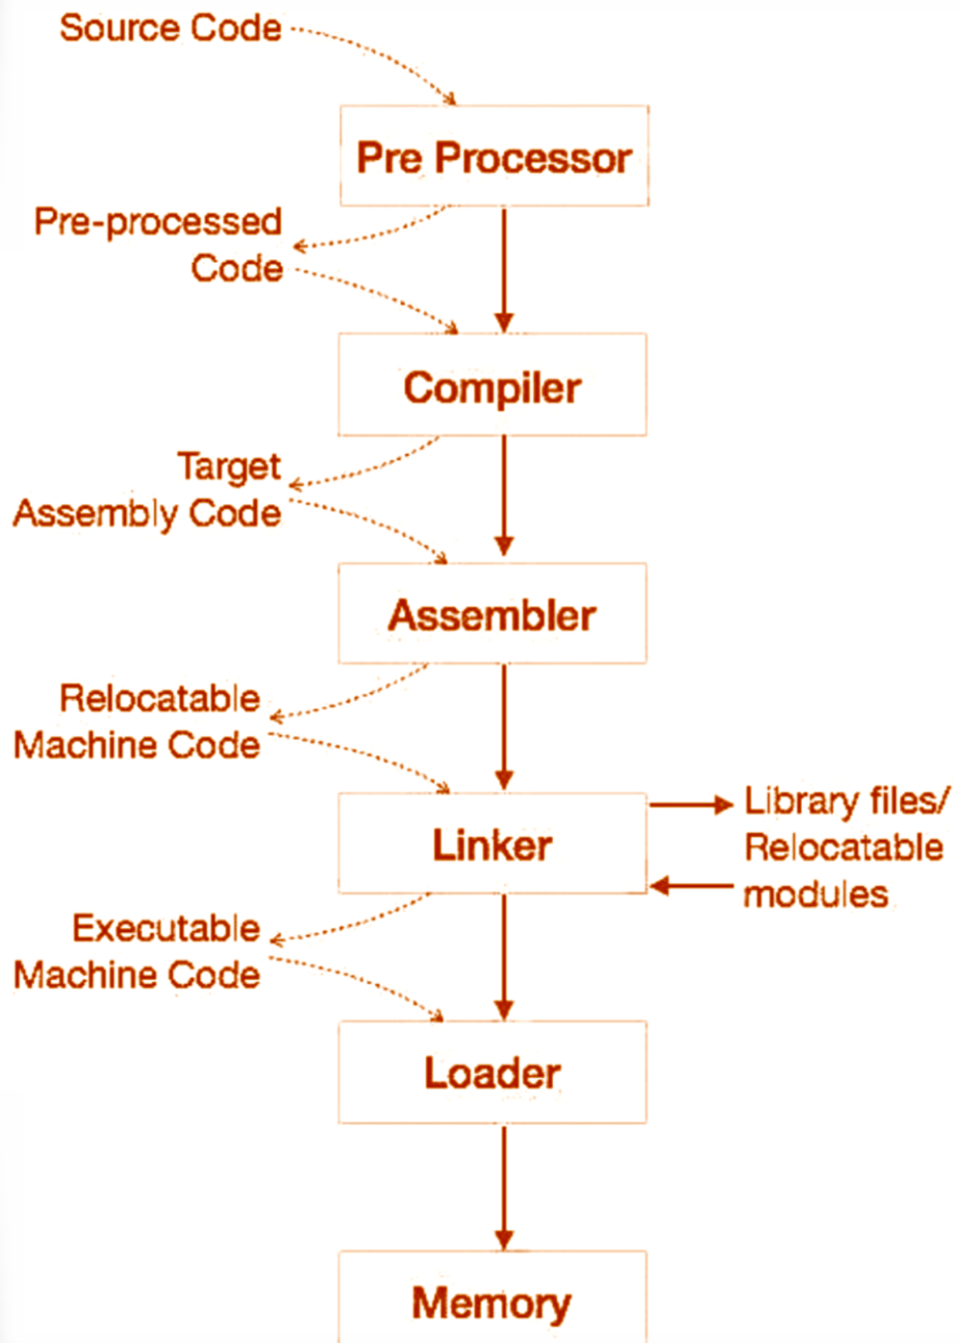 Source Code
Pre Processor
Pre-processed
Code
Compiler
Target
Assembly Code
Assembler
Relocatable
Machine Code
Linker
Library files/
Relocatable
modules
Executable
Machine Code
Loader
Memory